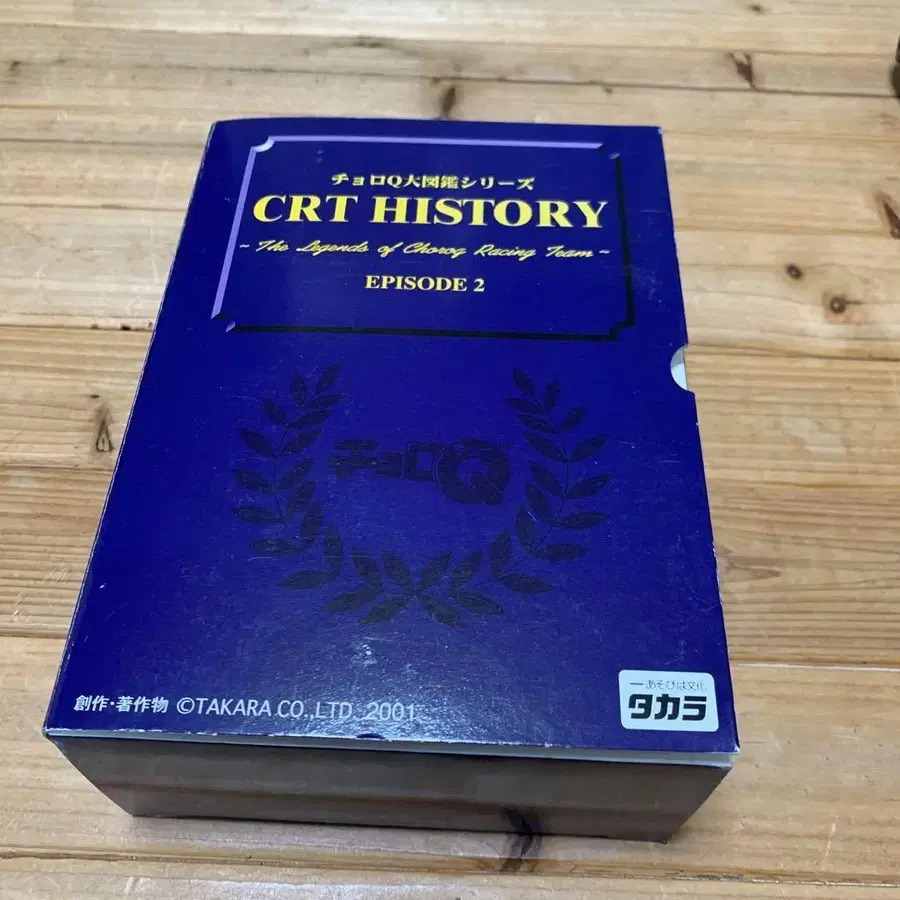 チョロQ大図鑑シリーズ
CRT HISTORY
~ The Legends of Choroq Racing Team ~
EPISODE 2
チョロQ
創作・著作物 ©TAKARA CO.,LTD. 2001
あそびは文化
タカラ